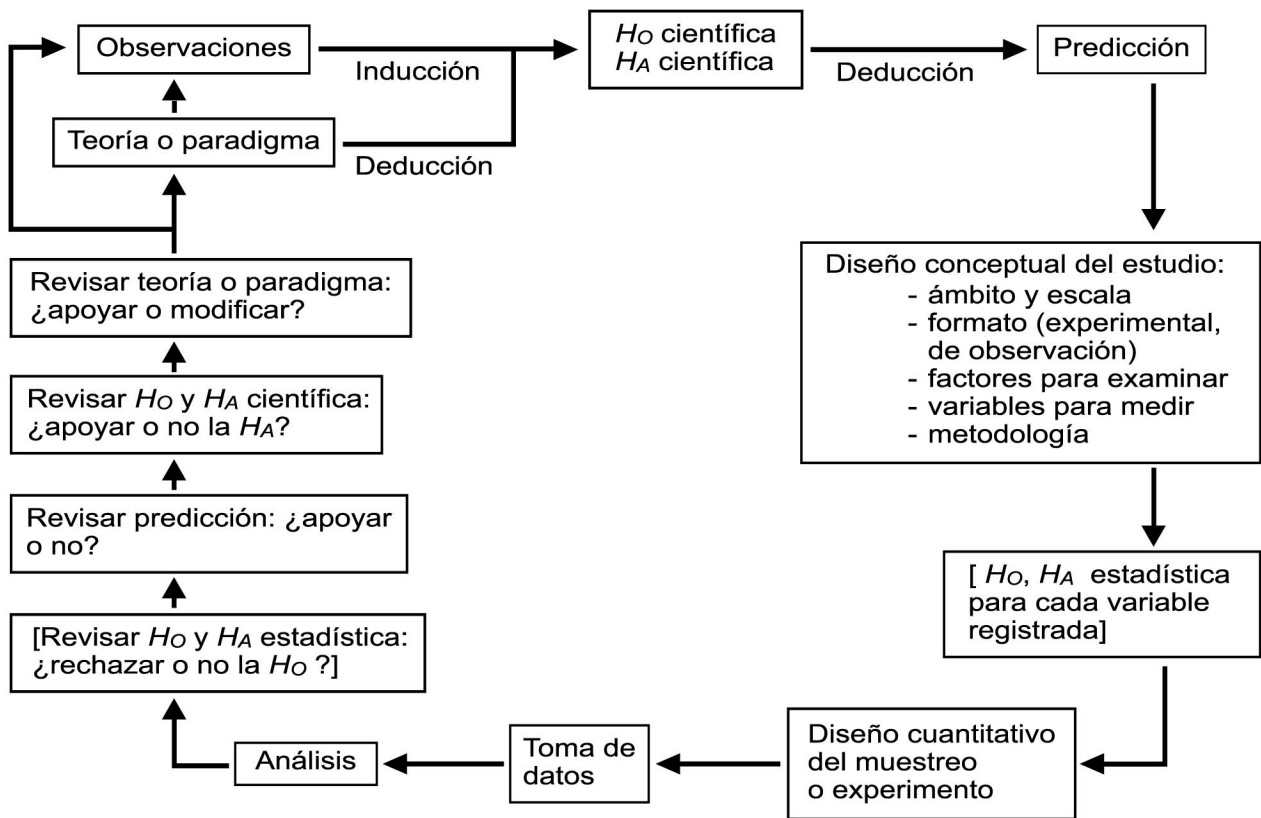 Observaciones
Inducción
Teoría o paradigma
Deducción
HO científica
HA científica
Deducción
Predicción
Diseño conceptual del estudio:
- ámbito y escala
- formato (experimental,
de observación)
- factores para examinar
- variables para medir
- metodología
[ HO, HA estadística
para cada variable
registrada]
Diseño cuantitativo
del muestreo
o experimento
Toma de
datos
Análisis
[Revisar HO y HA estadística:
¿rechazar o no la HO ?]
Revisar predicción: ¿apoyar
o no?
Revisar HO y HA científica:
¿apoyar o no la HA?
Revisar teoría o paradigma:
¿apoyar o modificar?